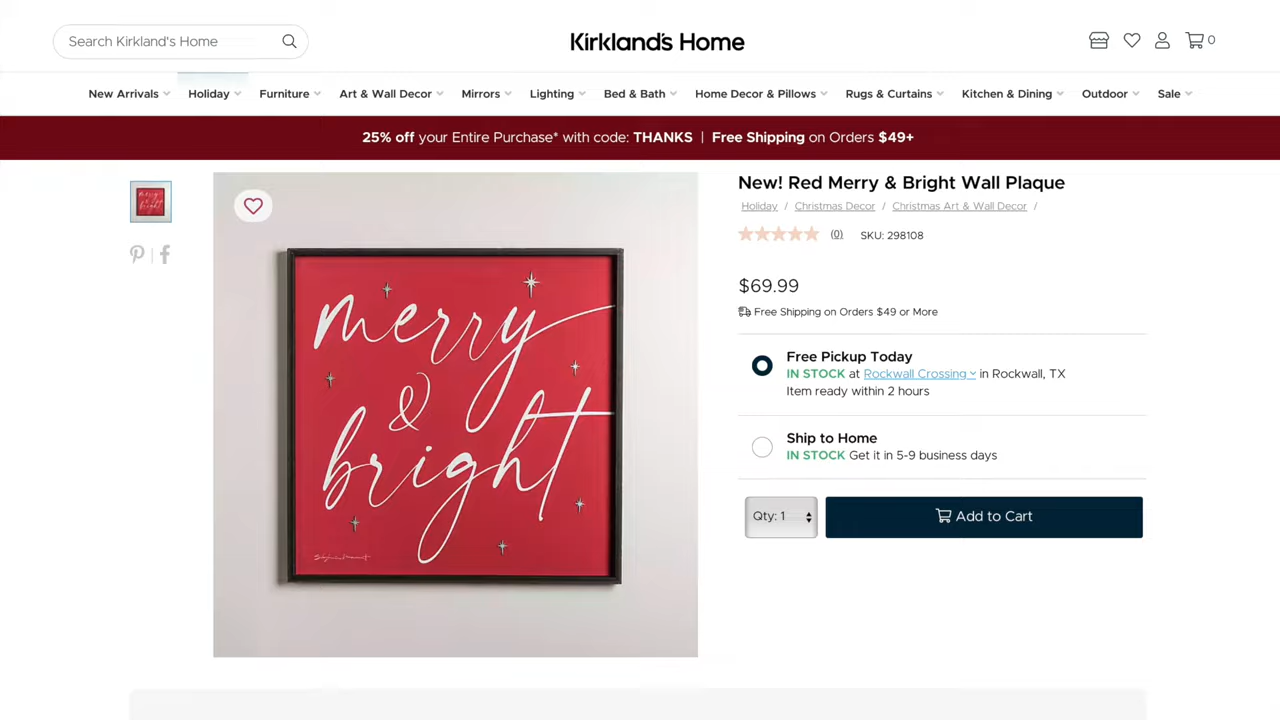 Search Kirkland's Home
Kirkland's Home
0
New Arrivals Holiday Furniture Art & Wall Decor Mirrors Lighting Bed & Bath Home Decor & Pillows Rugs & Curtains Kitchen & Dining Outdoor Sale
25% off your Entire Purchase* with code: THANKS | Free Shipping on Orders $49+
New! Red Merry & Bright Wall Plaque
Holiday / Christmas Decor / Christmas Art & Wall Decor /
(0) SKU: 298108
$69.99
Free Shipping on Orders $49 or More
Free Pickup Today
IN STOCK at Rockwall Crossing in Rockwall, TX
Item ready within 2 hours
Ship to Home
IN STOCK Get it in 5-9 business days
Qty: 1
Add to Cart
merry
&
bright